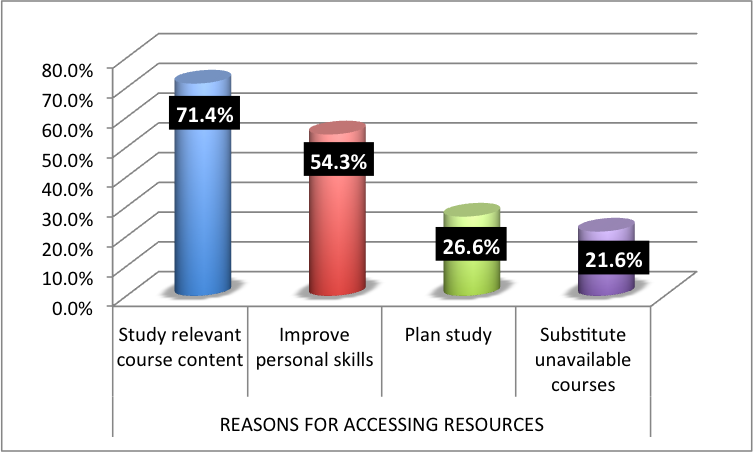 80.0%
70.0%
60.0%
50.0%
40.0%
30.0%
20.0%
10.0%
0.0%
71.4%
54.3%
26.6%
21.6%
Study relevant
course content
Improve
personal skills
Plan study
Substitute
unavailable
courses
REASONS FOR ACCESSING RESOURCES